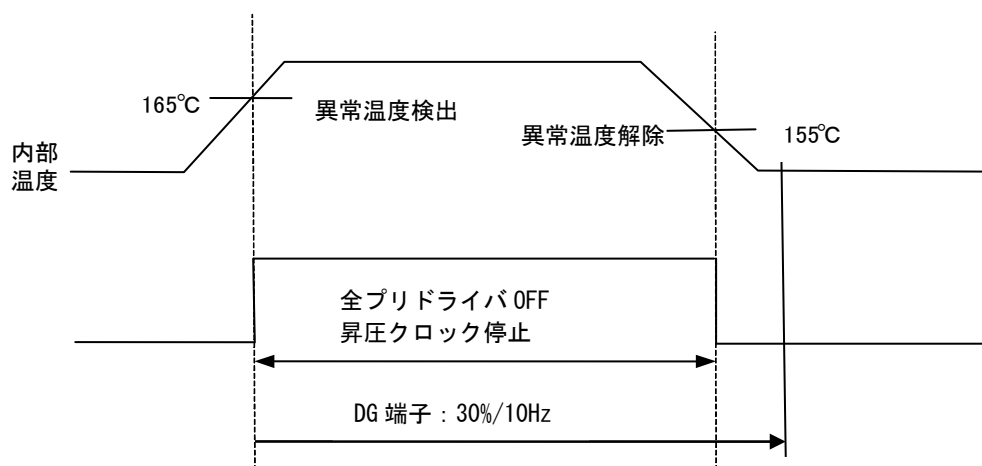 165℃
異常温度検出
異常温度解除
155℃
内部
温度
全プリドライバ OFF
昇圧クロック停止
DG 端子：30%/10Hz